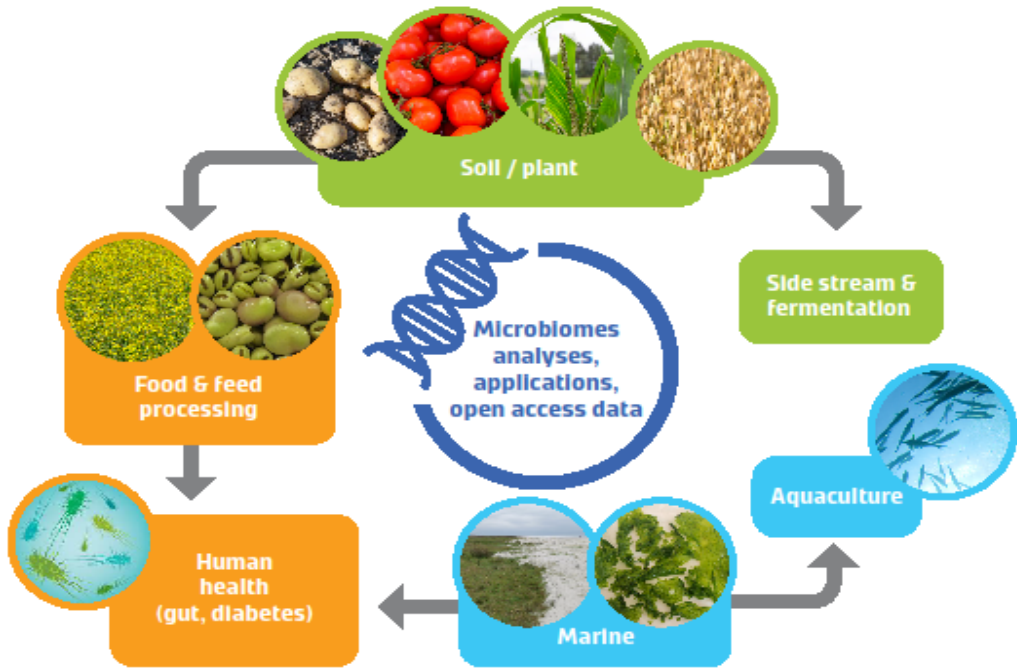 Soil / plant
Side stream &
fermentation
Microbiomes
analyses,
applications,
open access data
Food & feed
processing
Aquaculture
Human
health
(gut, diabetes)
Marine